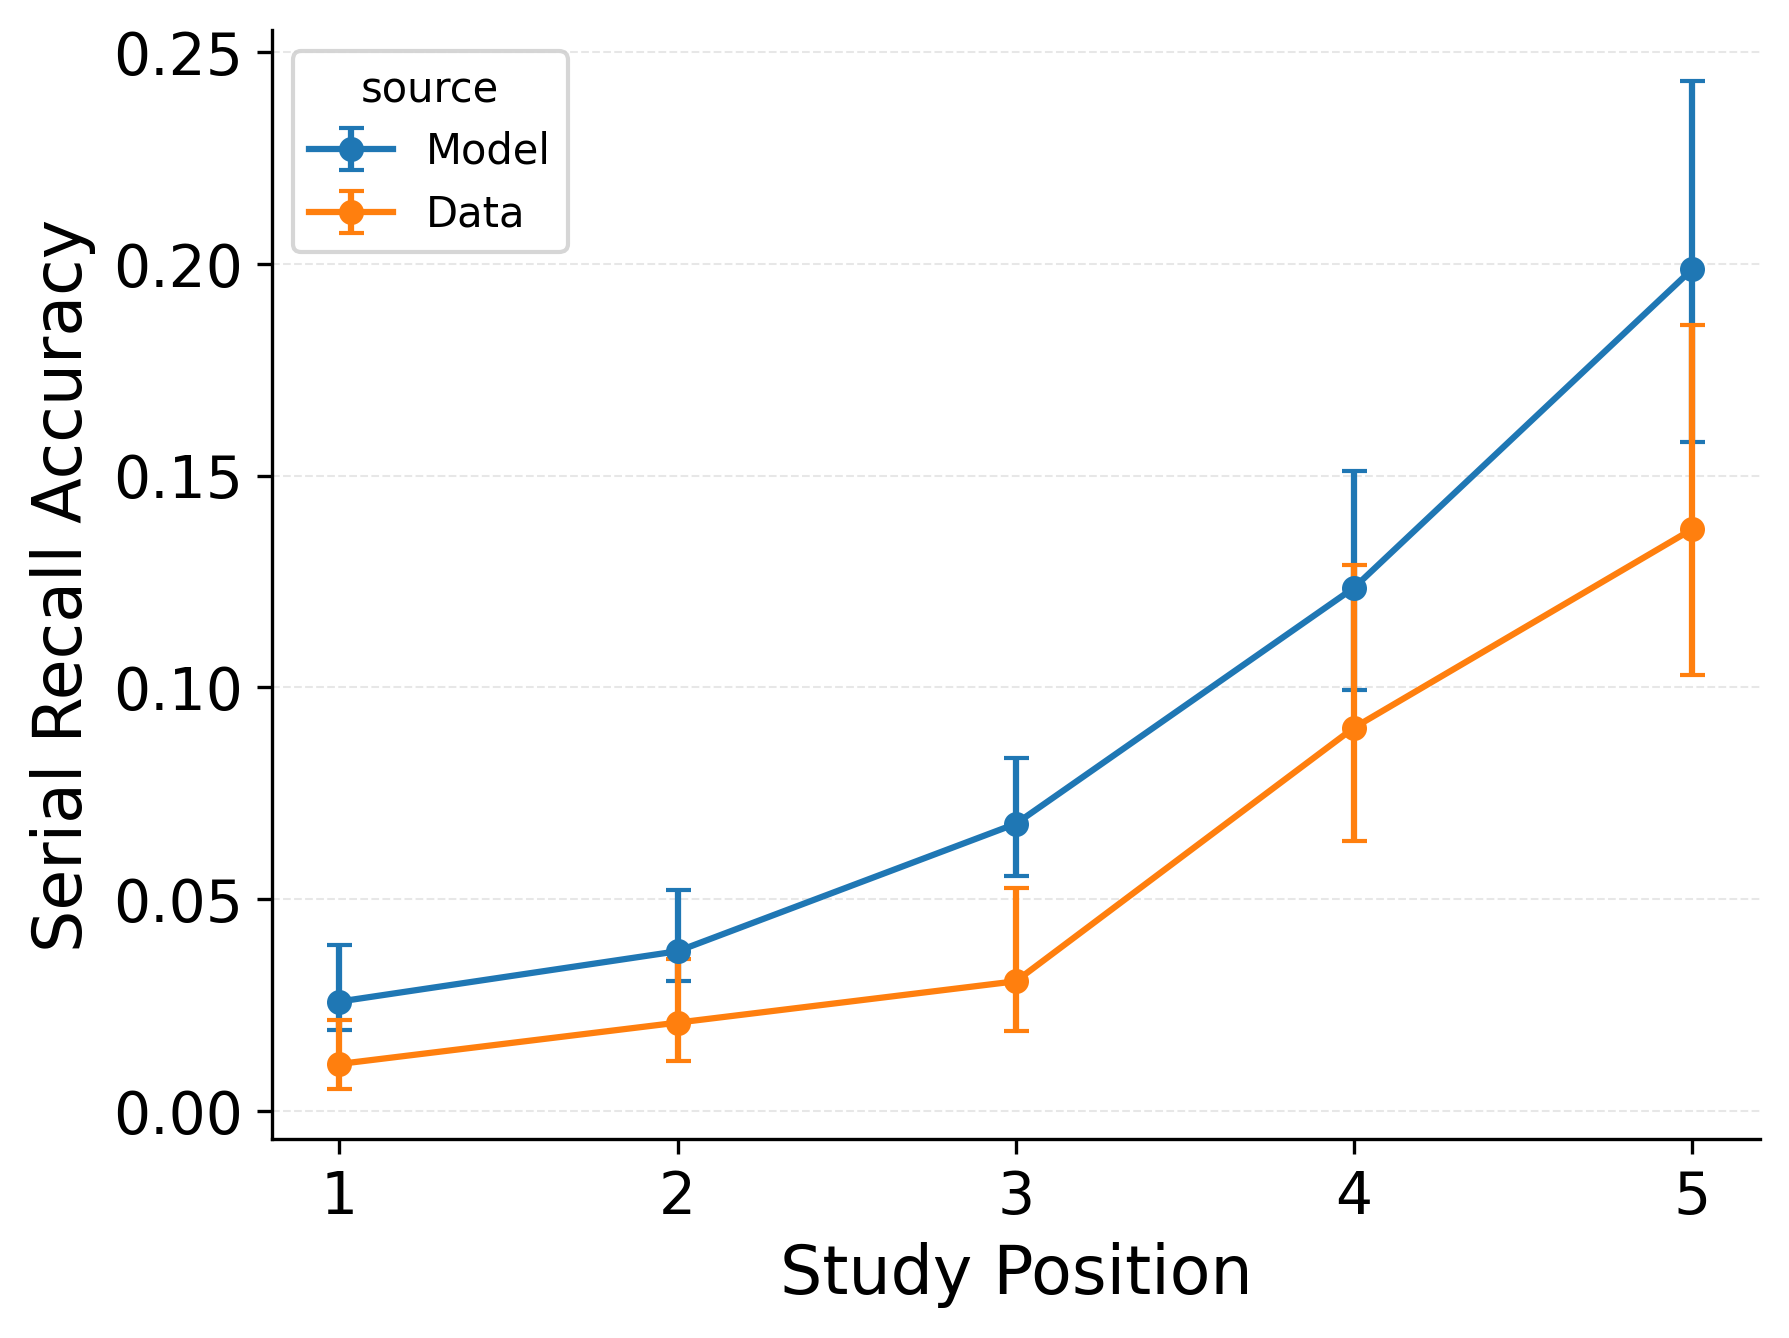 0.25
0.20
0.15
0.10
0.05
0.00
Serial Recall Accuracy
source
Model
Data
1 2 3 4 5
Study Position